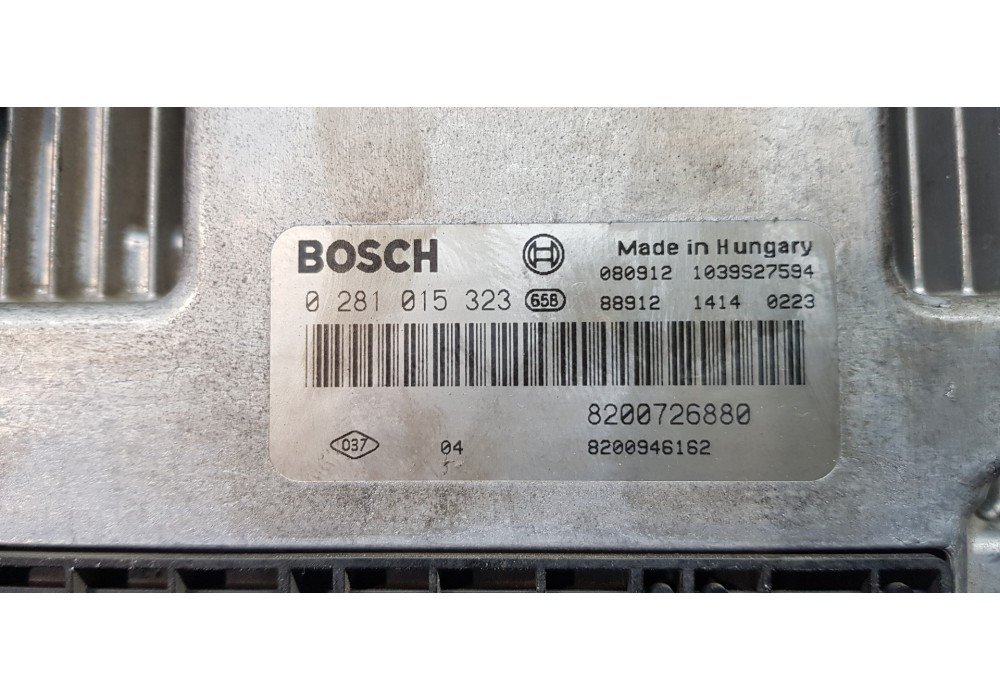 BOSCH Made in Hungary
080912 1039S27594
0 281 015 323 658 88912 1414 0223
8200726880
037 04 8200946162